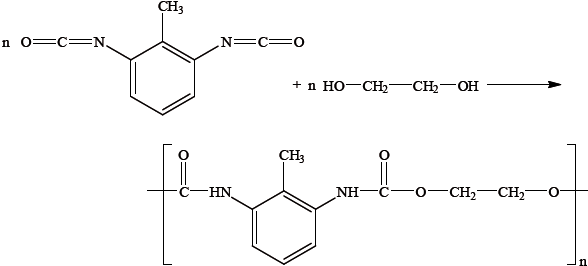 CH3
n O=C=N N=C=O
+ n HO—CH2—CH2—OH
O CH3 O
C—HN NH—C—O—CH2—CH2—O
n